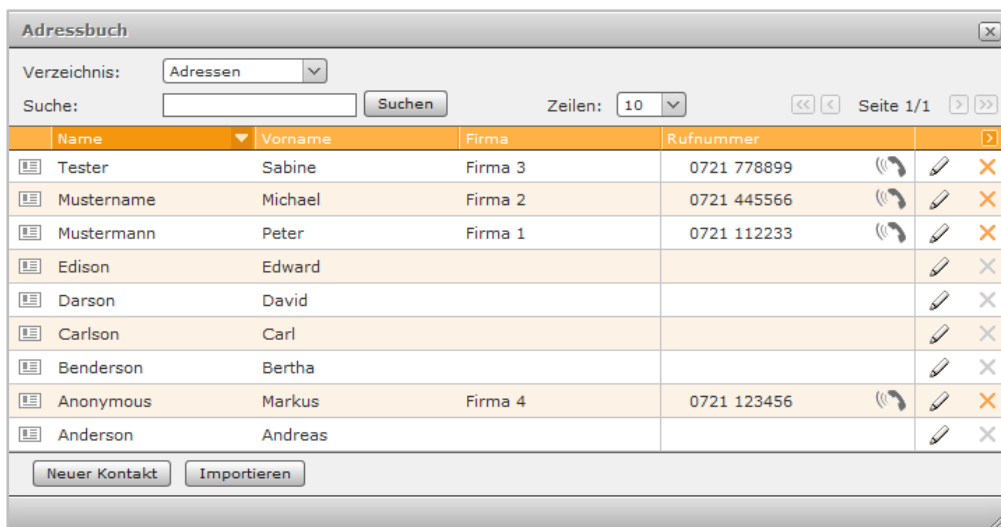 Adressbuch
Verzeichnis: Adressen
Suche: Suchen Zeilen: 10 Seite 1/1
Name Vorname Firma Rufnummer
Tester Sabine Firma 3 0721 778899
Mustername Michael Firma 2 0721 445566
Mustermann Peter Firma 1 0721 112233
Edison Edward
Darson David
Carlson Carl
Benderson Bertha
Anonymous Markus Firma 4 0721 123456
Anderson Andreas
Neuer Kontakt Importieren